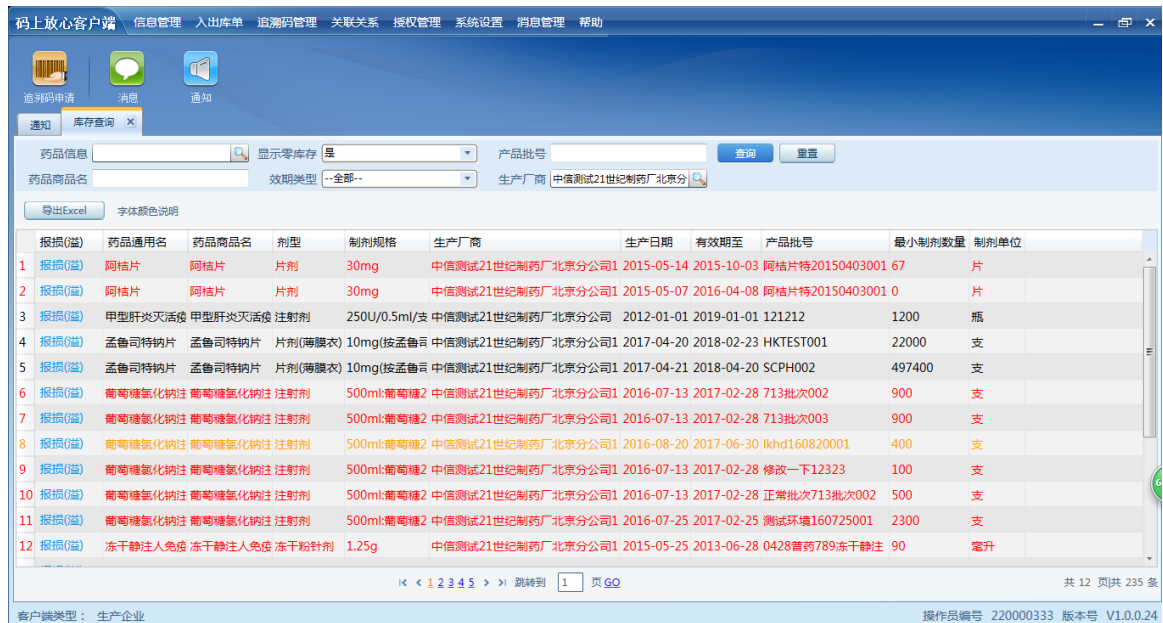 码上放心客户端 信息管理 入出库单 追溯码管理 关联关系 授权管理 系统设置 消息管理 帮助
追溯码申请 消息 通知
通知 库存查询
药品信息 显示零库存 是 产品批号 查询 重置
药品商品名 效期类型 --全部-- 生产厂商 中信测试21世纪制药厂北京分
导出Excel 字体颜色说明
报损(溢) 药品通用名 药品商品名 剂型 制剂规格 生产厂商 生产日期 有效期至 产品批号 最小制剂数量 制剂单位
1 报损(溢) 阿桔片 阿桔片 片剂 30mg 中信测试21世纪制药厂北京分公司1 2015-05-14 2015-10-03 阿桔片特20150403001 67 片
2 报损(溢) 阿桔片 阿桔片 片剂 30mg 中信测试21世纪制药厂北京分公司1 2015-05-07 2016-04-08 阿桔片特20150403001 0 片
3 报损(溢) 甲型肝炎灭活疫 甲型肝炎灭活疫 注射剂 250U/0.5ml/支 中信测试21世纪制药厂北京分公司 2012-01-01 2019-01-01 121212 1200 瓶
4 报损(溢) 孟鲁司特钠片 孟鲁司特钠片 片剂(薄膜衣) 10mg(按孟鲁司 中信测试21世纪制药厂北京分公司1 2017-04-20 2018-02-23 HKTEST001 22000 支
5 报损(溢) 孟鲁司特钠片 孟鲁司特钠片 片剂(薄膜衣) 10mg(按孟鲁司 中信测试21世纪制药厂北京分公司1 2017-04-21 2018-04-20 SCPH002 497400 支
6 报损(溢) 葡萄糖氯化钠注 葡萄糖氯化钠注 注射剂 500ml:葡萄糖2 中信测试21世纪制药厂北京分公司1 2016-07-13 2017-02-28 713批次002 900 支
7 报损(溢) 葡萄糖氯化钠注 葡萄糖氯化钠注 注射剂 500ml:葡萄糖2 中信测试21世纪制药厂北京分公司1 2016-07-13 2017-02-28 713批次003 900 支
8 报损(溢) 葡萄糖氯化钠注 葡萄糖氯化钠注 注射剂 500ml:葡萄糖2 中信测试21世纪制药厂北京分公司1 2016-08-20 2017-06-30 lkhd160820001 400 支
9 报损(溢) 葡萄糖氯化钠注 葡萄糖氯化钠注 注射剂 500ml:葡萄糖2 中信测试21世纪制药厂北京分公司1 2016-07-13 2017-02-28 修改一下12323 100 支
10 报损(溢) 葡萄糖氯化钠注 葡萄糖氯化钠注 注射剂 500ml:葡萄糖2 中信测试21世纪制药厂北京分公司1 2016-07-13 2017-02-28 正常批次713批次002 500 支
11 报损(溢) 葡萄糖氯化钠注 葡萄糖氯化钠注 注射剂 500ml:葡萄糖2 中信测试21世纪制药厂北京分公司1 2016-07-25 2017-02-25 测试环境160725001 2300 支
12 报损(溢) 冻干静注人免疫 冻干静注人免疫 冻干粉针剂 1.25g 中信测试21世纪制药厂北京分公司1 2015-05-25 2013-06-28 0428普药789冻干静注 90 毫升
1 2 3 4 5 跳转到 1 页 GO 共 12 页|共 235 条
客户端类型： 生产企业 操作员编号 220000333 版本号 V1.0.0.24